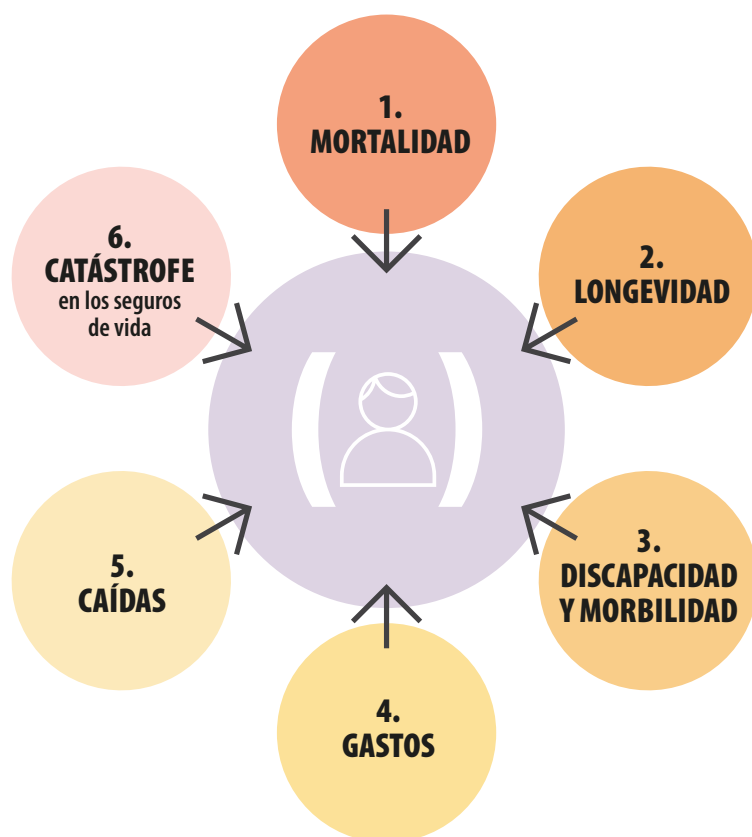 1.
MORTALIDAD
2.
LONGEVIDAD
3.
DISCAPACIDAD
Y MORBILIDAD
4.
GASTOS
5.
CAÍDAS
6.
CATÁSTROFE
en los seguros
de vida